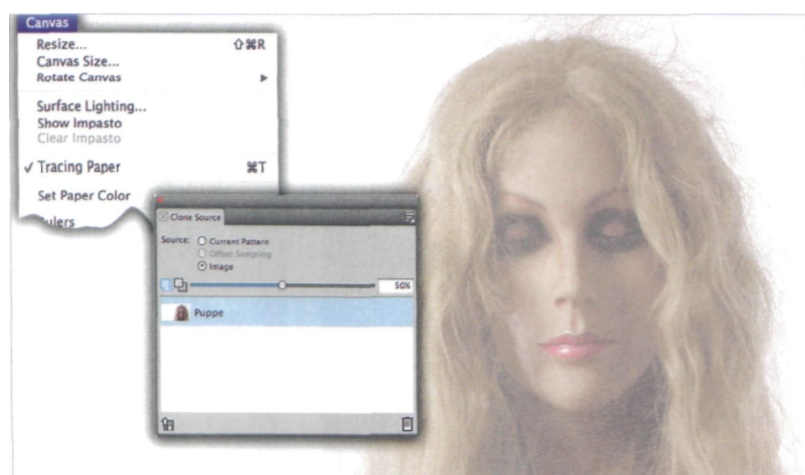 Canvas
Resize... ⇧⌘R
Canvas Size...
Rotate Canvas ▶
Surface Lighting...
Show Impasto
Clear Impasto
✓ Tracing Paper ⌘T
Set Paper Color
ulers
Clone Source
Source: Current Pattern
Offset Sampling
Image
50%
Puppe